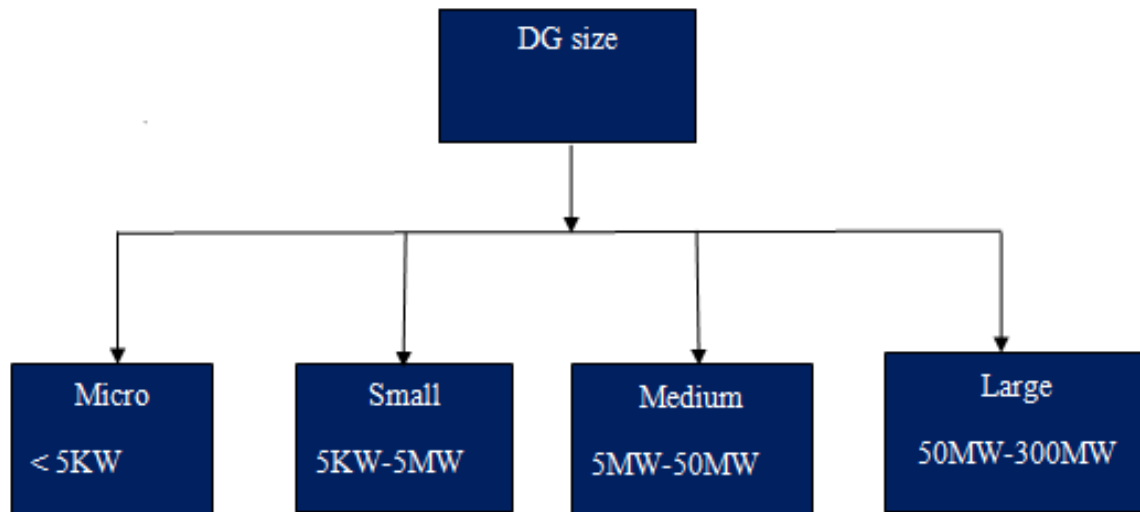 DG size
Micro
< 5KW
Small
5KW-5MW
Medium
5MW-50MW
Large
50MW-300MW